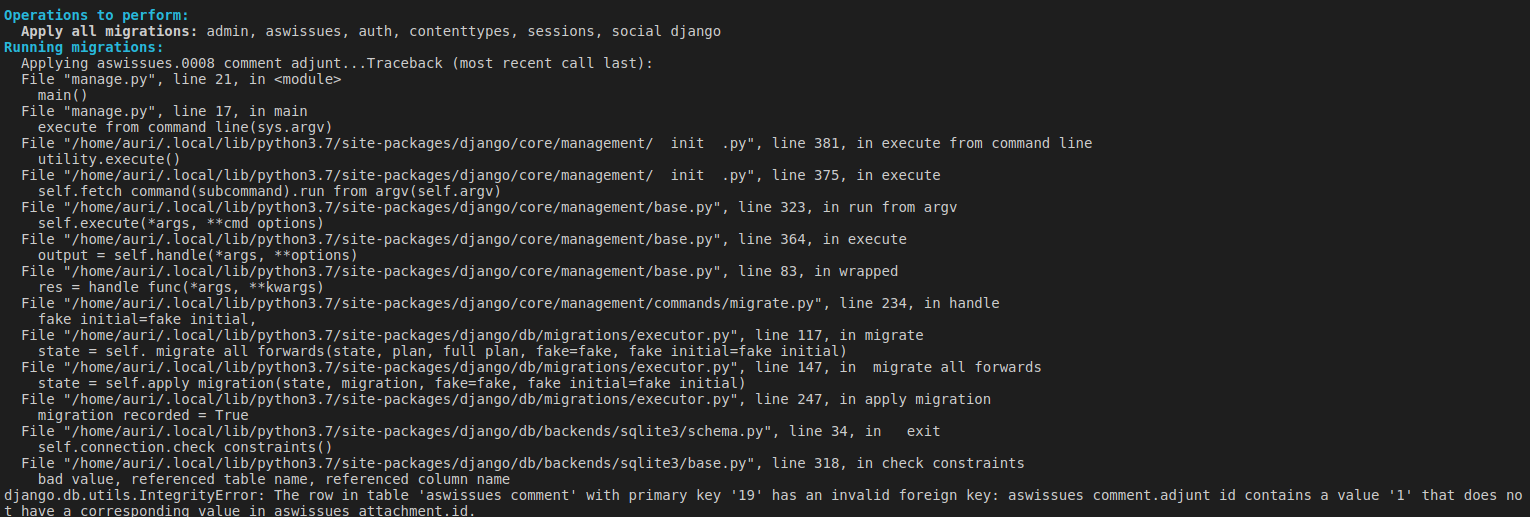 Operations to perform:
  Apply all migrations: admin, aswissues, auth, contenttypes, sessions, social django
Running migrations:
  Applying aswissues.0008 comment adjunt...Traceback (most recent call last):
  File "manage.py", line 21, in <module>
    main()
  File "manage.py", line 17, in main
    execute from command line(sys.argv)
  File "/home/auri/.local/lib/python3.7/site-packages/django/core/management/  init  .py", line 381, in execute from command line
    utility.execute()
  File "/home/auri/.local/lib/python3.7/site-packages/django/core/management/  init  .py", line 375, in execute
    self.fetch command(subcommand).run from argv(self.argv)
  File "/home/auri/.local/lib/python3.7/site-packages/django/core/management/base.py", line 323, in run from argv
    self.execute(*args, **cmd options)
  File "/home/auri/.local/lib/python3.7/site-packages/django/core/management/base.py", line 364, in execute
    output = self.handle(*args, **options)
  File "/home/auri/.local/lib/python3.7/site-packages/django/core/management/base.py", line 83, in wrapped
    res = handle func(*args, **kwargs)
  File "/home/auri/.local/lib/python3.7/site-packages/django/core/management/commands/migrate.py", line 234, in handle
    fake initial=fake initial,
  File "/home/auri/.local/lib/python3.7/site-packages/django/db/migrations/executor.py", line 117, in migrate
    state = self. migrate all forwards(state, plan, full plan, fake=fake, fake initial=fake initial)
  File "/home/auri/.local/lib/python3.7/site-packages/django/db/migrations/executor.py", line 147, in  migrate all forwards
    state = self.apply migration(state, migration, fake=fake, fake initial=fake initial)
  File "/home/auri/.local/lib/python3.7/site-packages/django/db/migrations/executor.py", line 247, in apply migration
    migration recorded = True
  File "/home/auri/.local/lib/python3.7/site-packages/django/db/backends/sqlite3/schema.py", line 34, in   exit
    self.connection.check constraints()
  File "/home/auri/.local/lib/python3.7/site-packages/django/db/backends/sqlite3/base.py", line 318, in check constraints
    bad value, referenced table name, referenced column name
django.db.utils.IntegrityError: The row in table 'aswissues comment' with primary key '19' has an invalid foreign key: aswissues comment.adjunt id contains a value '1' that does no
t have a corresponding value in aswissues attachment.id.